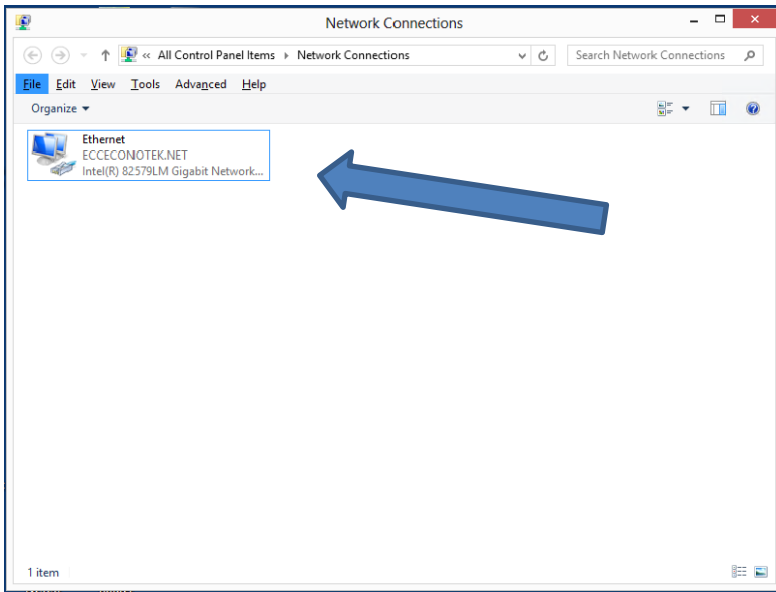 Network Connections
« All Control Panel Items Network Connections
Search Network Connections
File Edit View Tools Advanced Help
Organize
Ethernet
ECCECONOTEK.NET
Intel(R) 82579LM Gigabit Network...
1 item